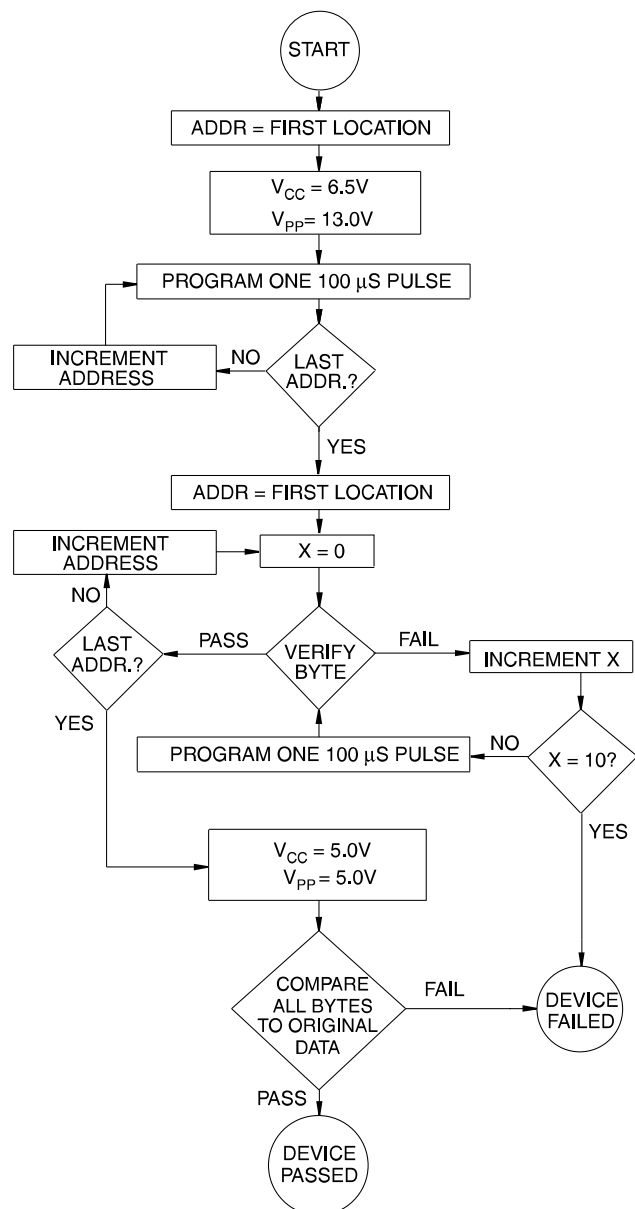 START
ADDR = FIRST LOCATION
VCC = 6.5V
VPP= 13.0V
PROGRAM ONE 100 µS PULSE
INCREMENT
ADDRESS
NO
LAST
ADDR.?
YES
ADDR = FIRST LOCATION
INCREMENT
ADDRESS
X = 0
NO
LAST
ADDR.?
PASS
VERIFY
BYTE
FAIL
INCREMENT X
YES
PROGRAM ONE 100 µS PULSE
NO
X = 10?
YES
VCC = 5.0V
VPP = 5.0V
COMPARE
ALL BYTES
TO ORIGINAL
DATA
FAIL
DEVICE
FAILED
PASS
DEVICE
PASSED